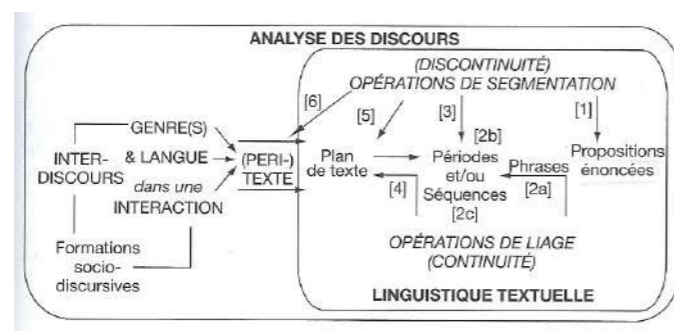 ANALYSE DES DISCOURS
(DISCONTINUITÉ)
OPÉRATIONS DE SEGMENTATION
[6]
[5]
[3]
[1]
GENRE(S)
INTER-
DISCOURS
& LANGUE
dans une
INTERACTION
(PERI-)
TEXTE
Plan
de texte
[2b]
Périodes
et/ou
Séquences
[2c]
Phrases
[2a]
Propositions
énoncées
[4]
Formations
socio-
discursives
OPÉRATIONS DE LIAGE
(CONTINUITÉ)
LINGUISTIQUE TEXTUELLE